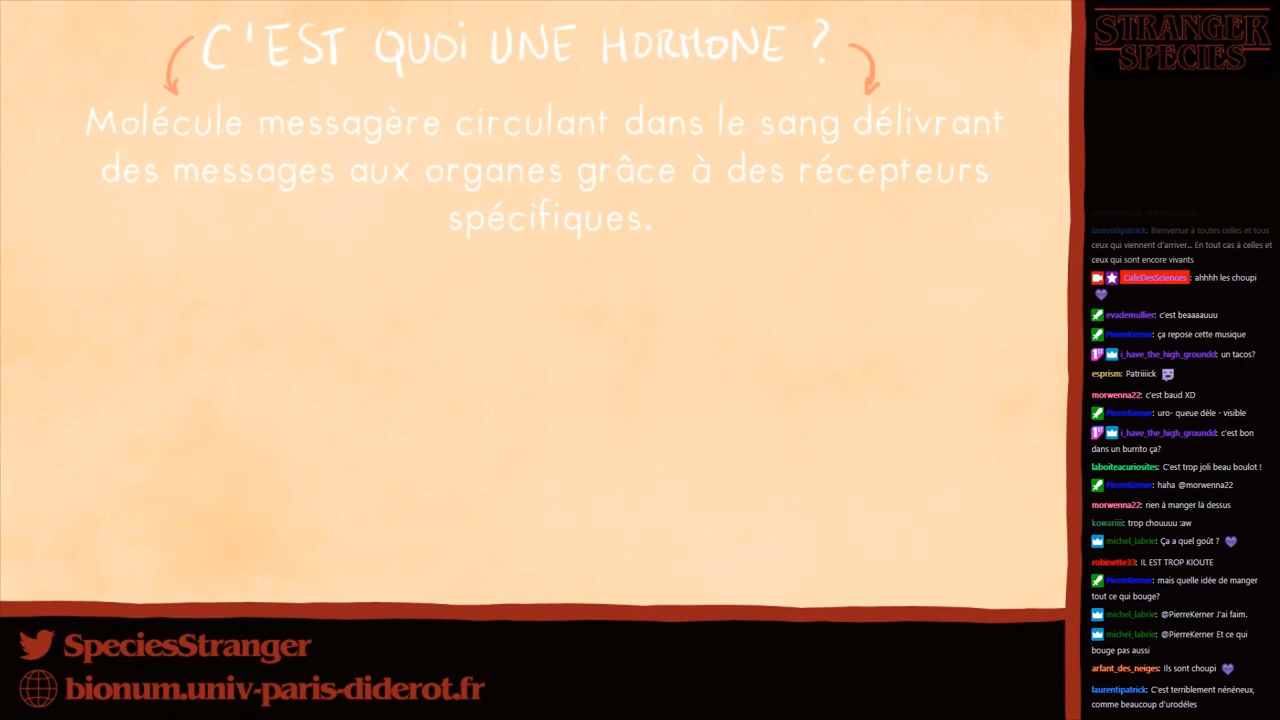 C'EST QUOI UNE HORMONE ?
Molécule messagère circulant dans le sang délivrant
des messages aux organes grâce à des récepteurs
spécifiques.
SpeciesStranger
bionum.univ-paris-diderot.fr
STRANGER
SPECIES
laurentipatrick: Bienvenue à toutes celles et tous
ceux qui viennent d'arriver... En tout cas à celles et
ceux qui sont encore vivants
CafeDesSciences : ahhhh les choupi
evademullier: c'est beaaaauuu
PierreKerner: ça repose cette musique
i_have_the_high_groundd: un tacos?
esprism: Patriiiick
morwenna22: c'est baud XD
PierreKerner: uro- queue dèle - visible
i_have_the_high_groundd: c'est bon
dans un burrito ça?
laboiteacuriosites: C'est trop joli beau boulot !
PierreKerner: haha @morwenna22
morwenna22: rien à manger là dessus
kowariiii: trop chouuuu :aw
michel_labrie: Ça a quel goût ?
robinette33: IL EST TROP KIOUTE
PierreKerner: mais quelle idée de manger
tout ce qui bouge?
michel_labrie: @PierreKerner J'ai faim.
michel_labrie: @PierreKerner Et ce qui
bouge pas aussi
arfant_des_neiges: Ils sont choupi
laurentipatrick: C'est terriblement nénéneux,
comme beaucoup d'urodèles